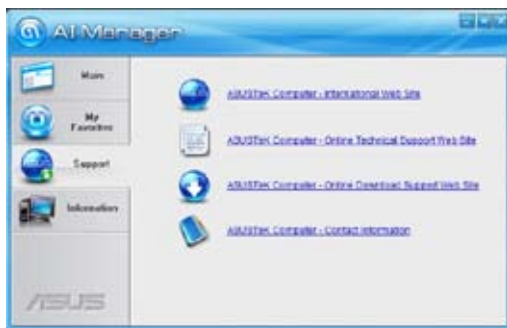 AI Manager
Main
My
Favorites
Support
Information
ASUSTeK Computer - International Web Site
ASUSTeK Computer - Online Technical Support Web Site
ASUSTeK Computer - Online Download Support Web Site
ASUSTeK Computer - Contact Information
ASUS